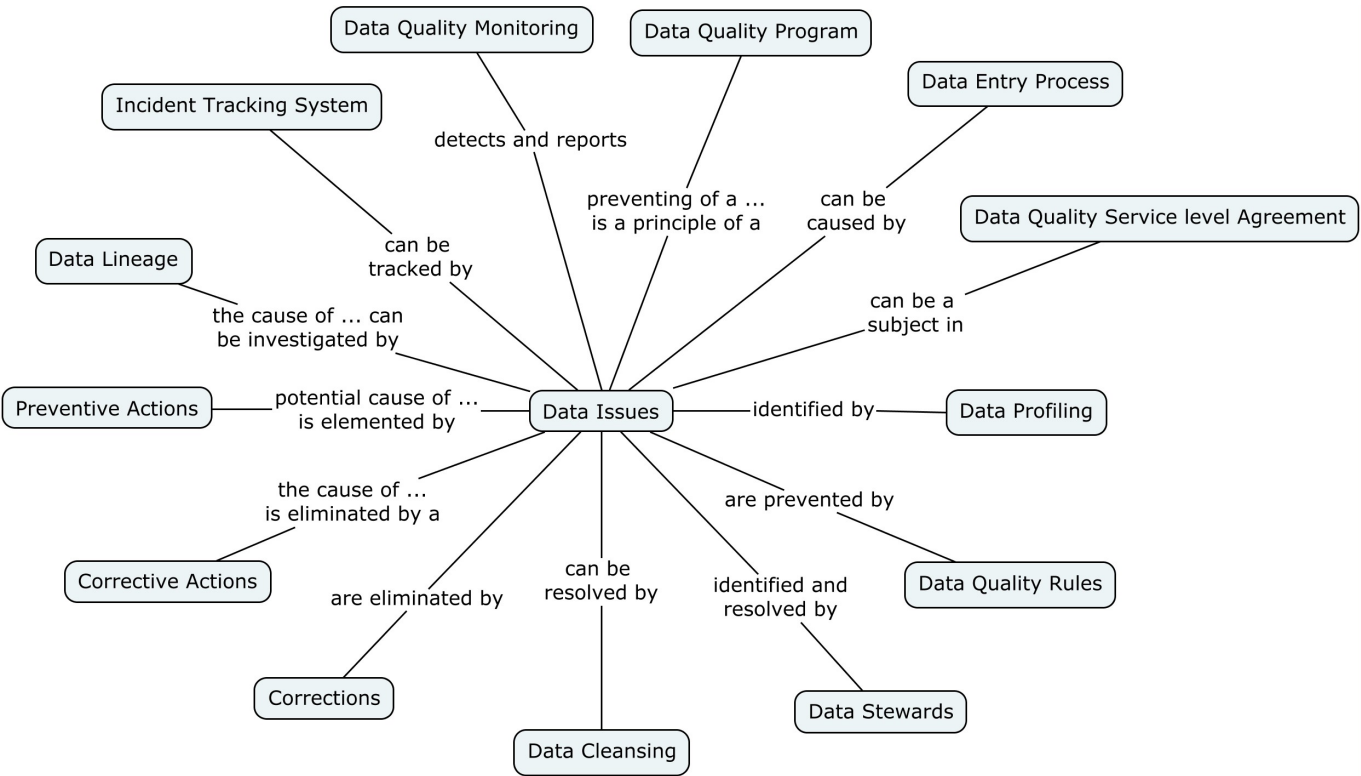 Data Quality Monitoring
Data Quality Program
Data Entry Process
Incident Tracking System
detects and reports
preventing of a ...
is a principle of a
can be
caused by
Data Quality Service level Agreement
can be
tracked by
Data Lineage
the cause of ... can
be investigated by
can be a
subject in
Preventive Actions
potential cause of ...
is elemented by
Data Issues
identified by
Data Profiling
the cause of ...
is eliminated by a
are prevented by
Corrective Actions
are eliminated by
can be
resolved by
identified and
resolved by
Data Quality Rules
Corrections
Data Cleansing
Data Stewards